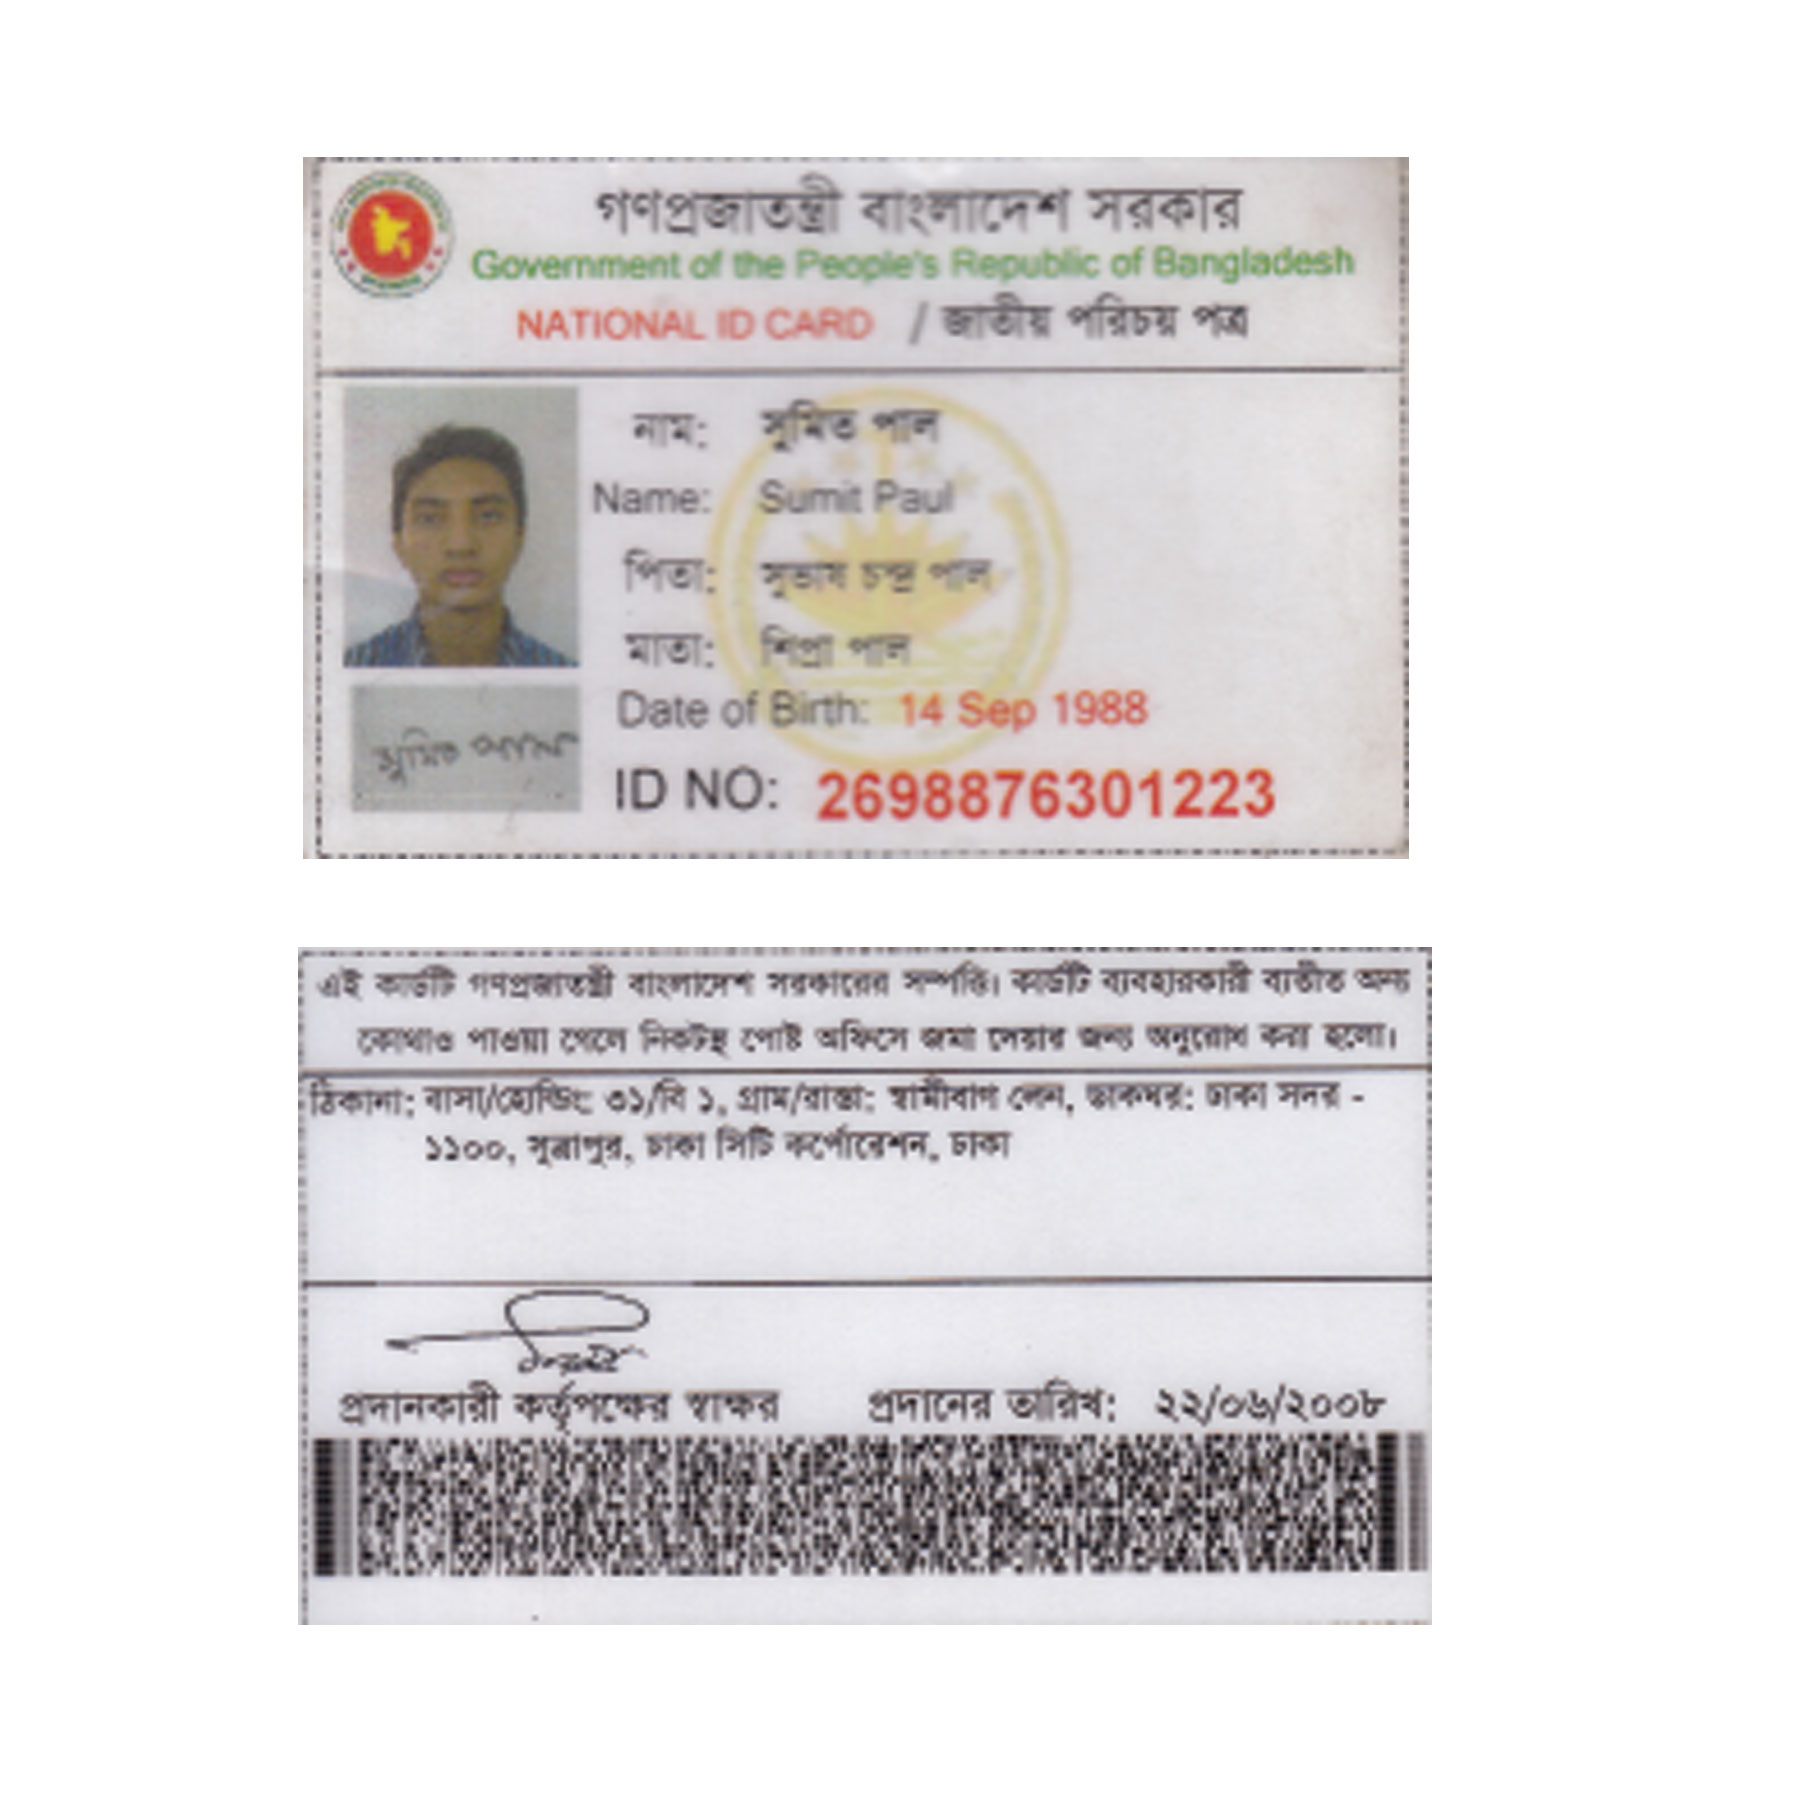 গণপ্রজাতন্ত্রী বাংলাদেশ সরকার
Government of the People's Republic of Bangladesh
NATIONAL ID CARD / জাতীয় পরিচয় পত্র
নাম: সুমিত পাল
Name: Sumit Paul
পিতা: সুভাষ চন্দ্র পাল
মাতা: শিপ্রা পাল
Date of Birth: 14 Sep 1988
সুমিত পাল
ID NO: 2698876301223
এই কার্ডটি গণপ্রজাতন্ত্রী বাংলাদেশ সরকারের সম্পত্তি। কার্ডটি ব্যবহারকারী ব্যতীত অন্য
কোথাও পাওয়া গেলে নিকটস্থ পোষ্ট অফিসে জমা দেয়ার জন্য অনুরোধ করা হলো।
ঠিকানা: বাসা/হোল্ডিং: ৩১/বি ১, গ্রাম/রাস্তা: স্বামীবাগ লেন, ডাকঘর: ঢাকা সদর -
১১০০, সূত্রাপুর, ঢাকা সিটি কর্পোরেশন, ঢাকা
প্রদানকারী কর্তৃপক্ষের স্বাক্ষর প্রদানের তারিখ: ২২/০৬/২০০৮